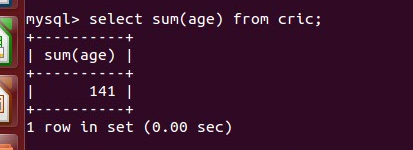 mysql> select sum(age) from cric;
+----------+
| sum(age) |
+----------+
|      141 |
+----------+
1 row in set (0.00 sec)